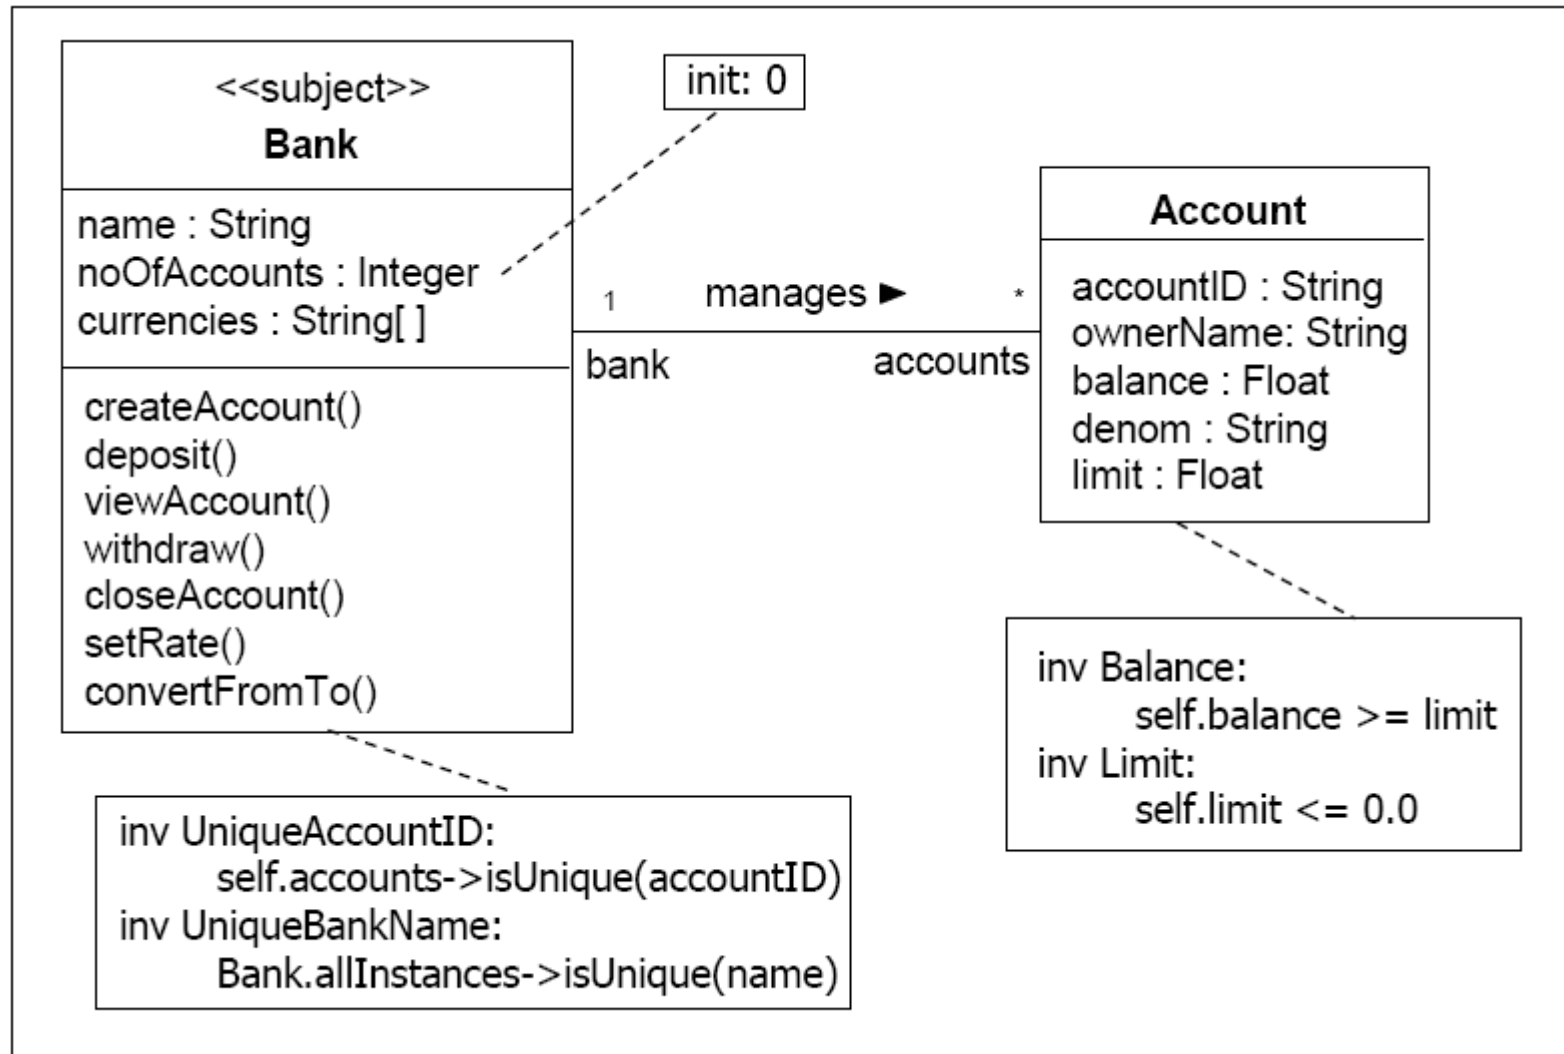 <<subject>>
Bank
name : String
noOfAccounts : Integer
currencies : String[ ]
createAccount()
deposit()
viewAccount()
withdraw()
closeAccount()
setRate()
convertFromTo()
init: 0
1
manages ►
*
bank
accounts
Account
accountID : String
ownerName: String
balance : Float
denom : String
limit : Float
inv UniqueAccountID:
self.accounts->isUnique(accountID)
inv UniqueBankName:
Bank.allInstances->isUnique(name)
inv Balance:
self.balance >= limit
inv Limit:
self.limit <= 0.0